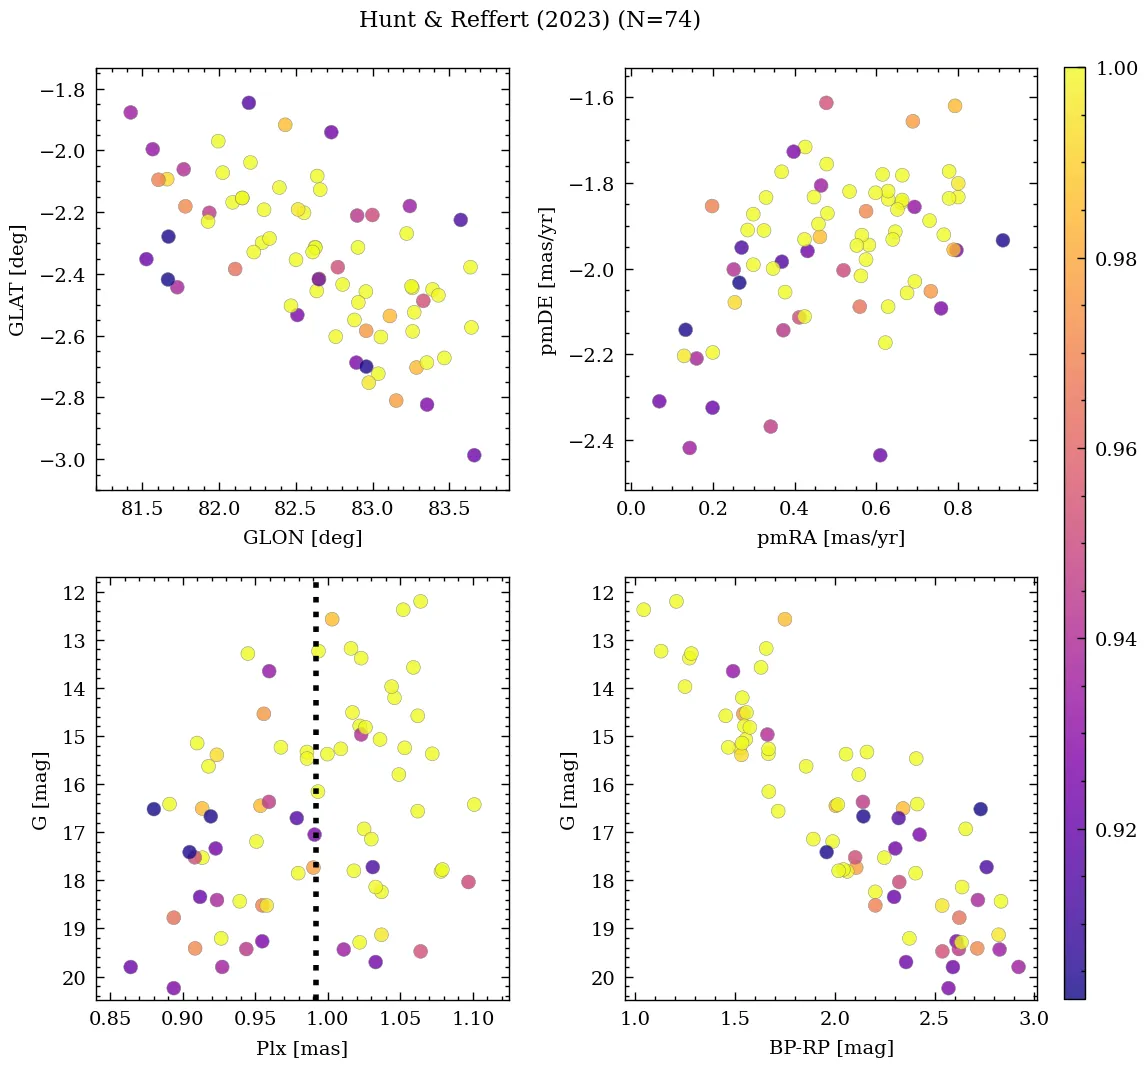 Hunt & Reffert (2023) (N=74)
−1.8
−2.0
−2.2
−2.4
−2.6
−2.8
−3.0
GLAT [deg]
81.5 82.0 82.5 83.0 83.5
GLON [deg]
−1.6
−1.8
−2.0
−2.2
−2.4
pmDE [mas/yr]
0.0 0.2 0.4 0.6 0.8
pmRA [mas/yr]
1.00
0.98
0.96
0.94
0.92
12
13
14
15
16
17
18
19
20
G [mag]
0.85 0.90 0.95 1.00 1.05 1.10
Plx [mas]
12
13
14
15
16
17
18
19
20
G [mag]
1.0 1.5 2.0 2.5 3.0
BP-RP [mag]